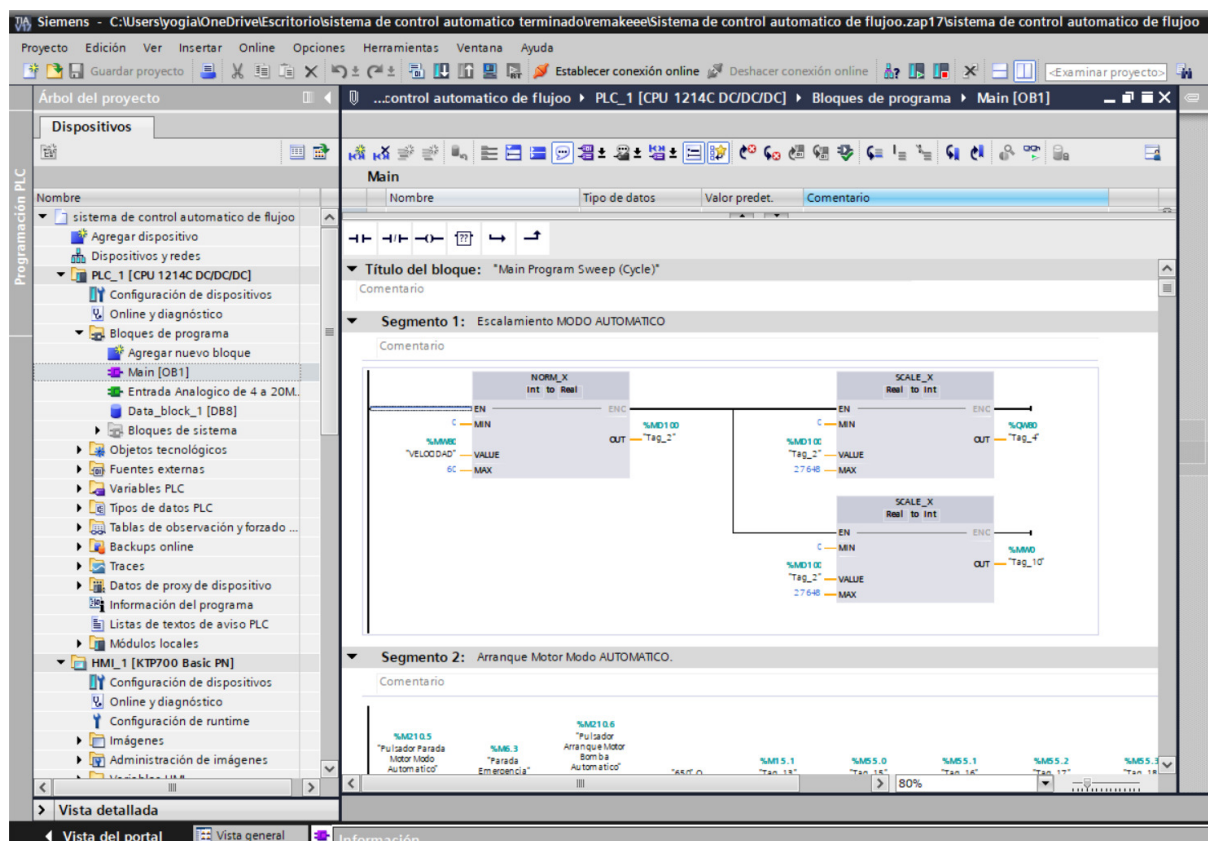 Siemens - C:\Users\yogia\OneDrive\Escritorio\sistema de control automatico terminado\remakeee\Sistema de control automatico de flujoo.zap17\sistema de control automatico de flujoo
Proyecto Edición Ver Insertar Online Opciones Herramientas Ventana Ayuda
Guardar proyecto Establecer conexión online Deshacer conexión online <Examinar proyecto>
Árbol del proyecto
...control automatico de flujoo PLC_1 [CPU 1214C DC/DC/DC] Bloques de programa Main [OB1]
Dispositivos
Programación PLC
Nombre
sistema de control automatico de flujoo
Agregar dispositivo
Dispositivos y redes
PLC_1 [CPU 1214C DC/DC/DC]
Configuración de dispositivos
Online y diagnóstico
Bloques de programa
Agregar nuevo bloque
Main [OB1]
Entrada Analogico de 4 a 20M..
Data_block_1 [DB8]
Bloques de sistema
Objetos tecnológicos
Fuentes externas
Variables PLC
Tipos de datos PLC
Tablas de observación y forzado ...
Backups online
Traces
Datos de proxy de dispositivo
Información del programa
Listas de textos de aviso PLC
Módulos locales
HMI_1 [KTP700 Basic PN]
Configuración de dispositivos
Online y diagnóstico
Configuración de runtime
Imágenes
Administración de imágenes
Variables HMI
Vista detallada
Main
Nombre Tipo de datos Valor predet. Comentario
Título del bloque: "Main Program Sweep (Cycle)"
Comentario
Segmento 1: Escalamiento MODO AUTOMATICO
Comentario
NORM_X
Int to Real
EN ENO
MIN
%MD100
OUT "Tag_2"
VALUE
MAX
SCALE_X
Real to Int
EN ENO
MIN
%QW80
OUT "Tag_4"
%MD100
"Tag_2" VALUE
27648 MAX
SCALE_X
Real to Int
EN ENO
MIN
%MW0
OUT "Tag_10"
%MD100
"Tag_2" VALUE
27648 MAX
Segmento 2: Arranque Motor Modo AUTOMATICO.
Comentario
%M210.5
"Pulsador Parada
Motor Modo
Automatico"
%M6.3
"Parada
Emergencia"
%M210.6
"Pulsador
Arranque Motor
Bomba
Automatico"
%M15.1
"Tag_13"
%M55.0
"Tag_15"
%M55.1
"Tag_16"
%M55.2
"Tag_17"
%M55.3
80%
Vista del portal Vista general Información